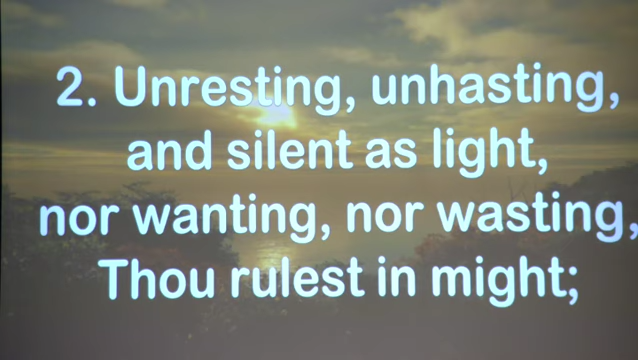 2. Unresting, unhasting,
and silent as light,
nor wanting, nor wasting,
Thou rulest in might;